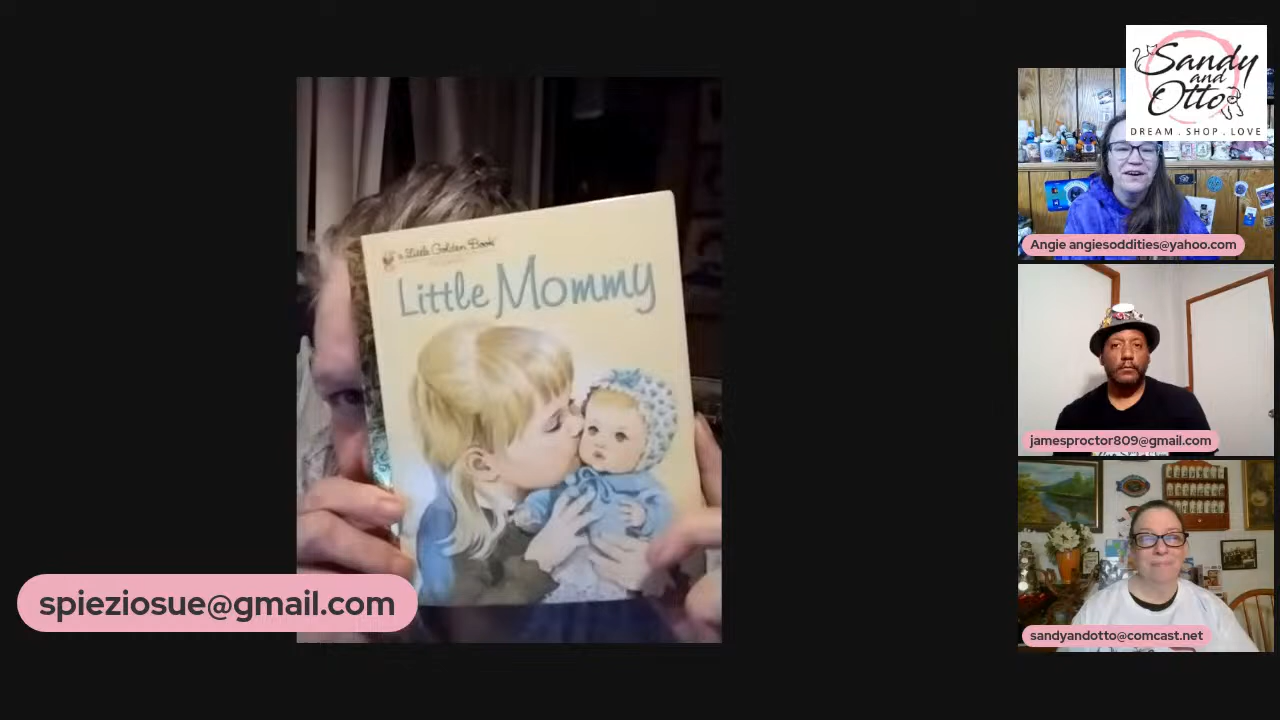 a Little Golden Book
Little Mommy
spieziosue@gmail.com
Sandy
and
Otto
DREAM . SHOP . LOVE
Angie angiesoddities@yahoo.com
jamesproctor809@gmail.com
sandyandotto@comcast.net